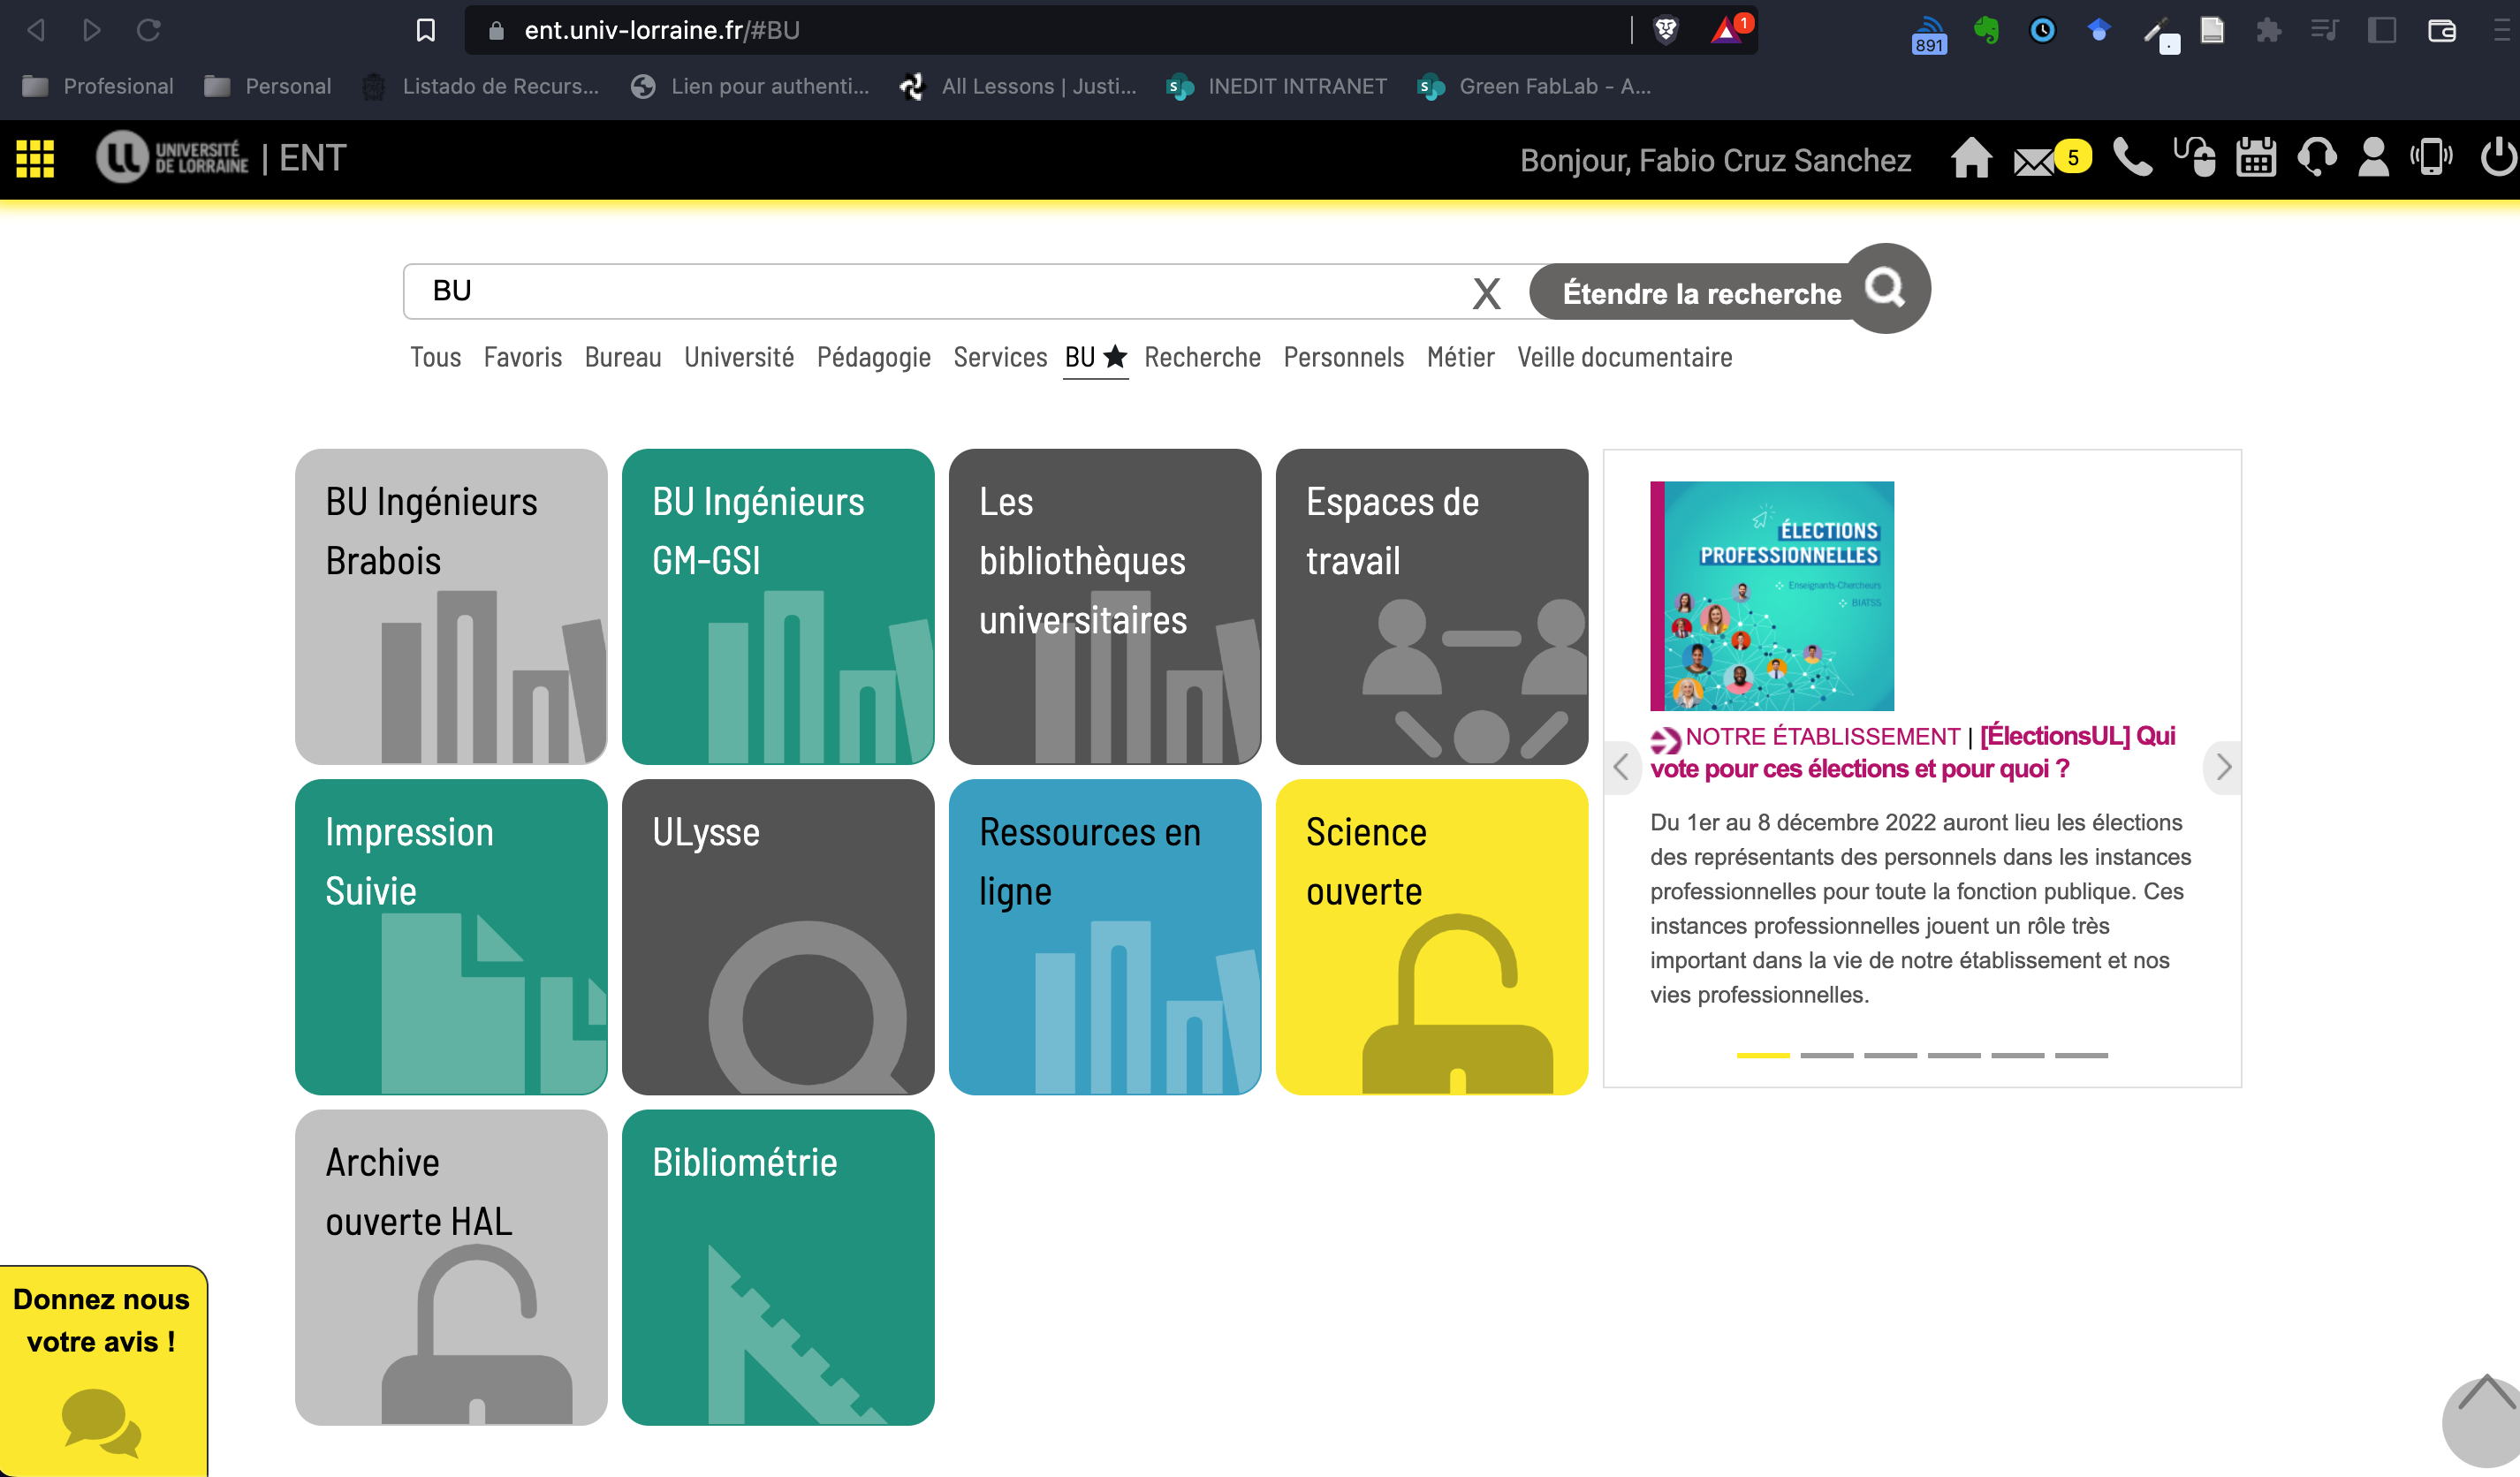 ent.univ-lorraine.fr/#BU
1
891
Profesional
Personal
Listado de Recurs...
Lien pour authenti...
All Lessons | Justi...
INEDIT INTRANET
Green FabLab - A...
UNIVERSITÉ
DE LORRAINE
| ENT
Bonjour, Fabio Cruz Sanchez
5
BU
X
Étendre la recherche
Tous Favoris Bureau Université Pédagogie Services BU ★ Recherche Personnels Métier Veille documentaire
BU Ingénieurs
Brabois
BU Ingénieurs
GM-GSI
Les
bibliothèques
universitaires
Espaces de
travail
ÉLECTIONS
PROFESSIONNELLES
Enseignants-Chercheurs
BIATSS
NOTRE ÉTABLISSEMENT | [ÉlectionsUL] Qui
vote pour ces élections et pour quoi ?
Du 1er au 8 décembre 2022 auront lieu les élections
des représentants des personnels dans les instances
professionnelles pour toute la fonction publique. Ces
instances professionnelles jouent un rôle très
important dans la vie de notre établissement et nos
vies professionnelles.
Impression
Suivie
ULysse
Ressources en
ligne
Science
ouverte
Archive
ouverte HAL
Bibliométrie
Donnez nous
votre avis !